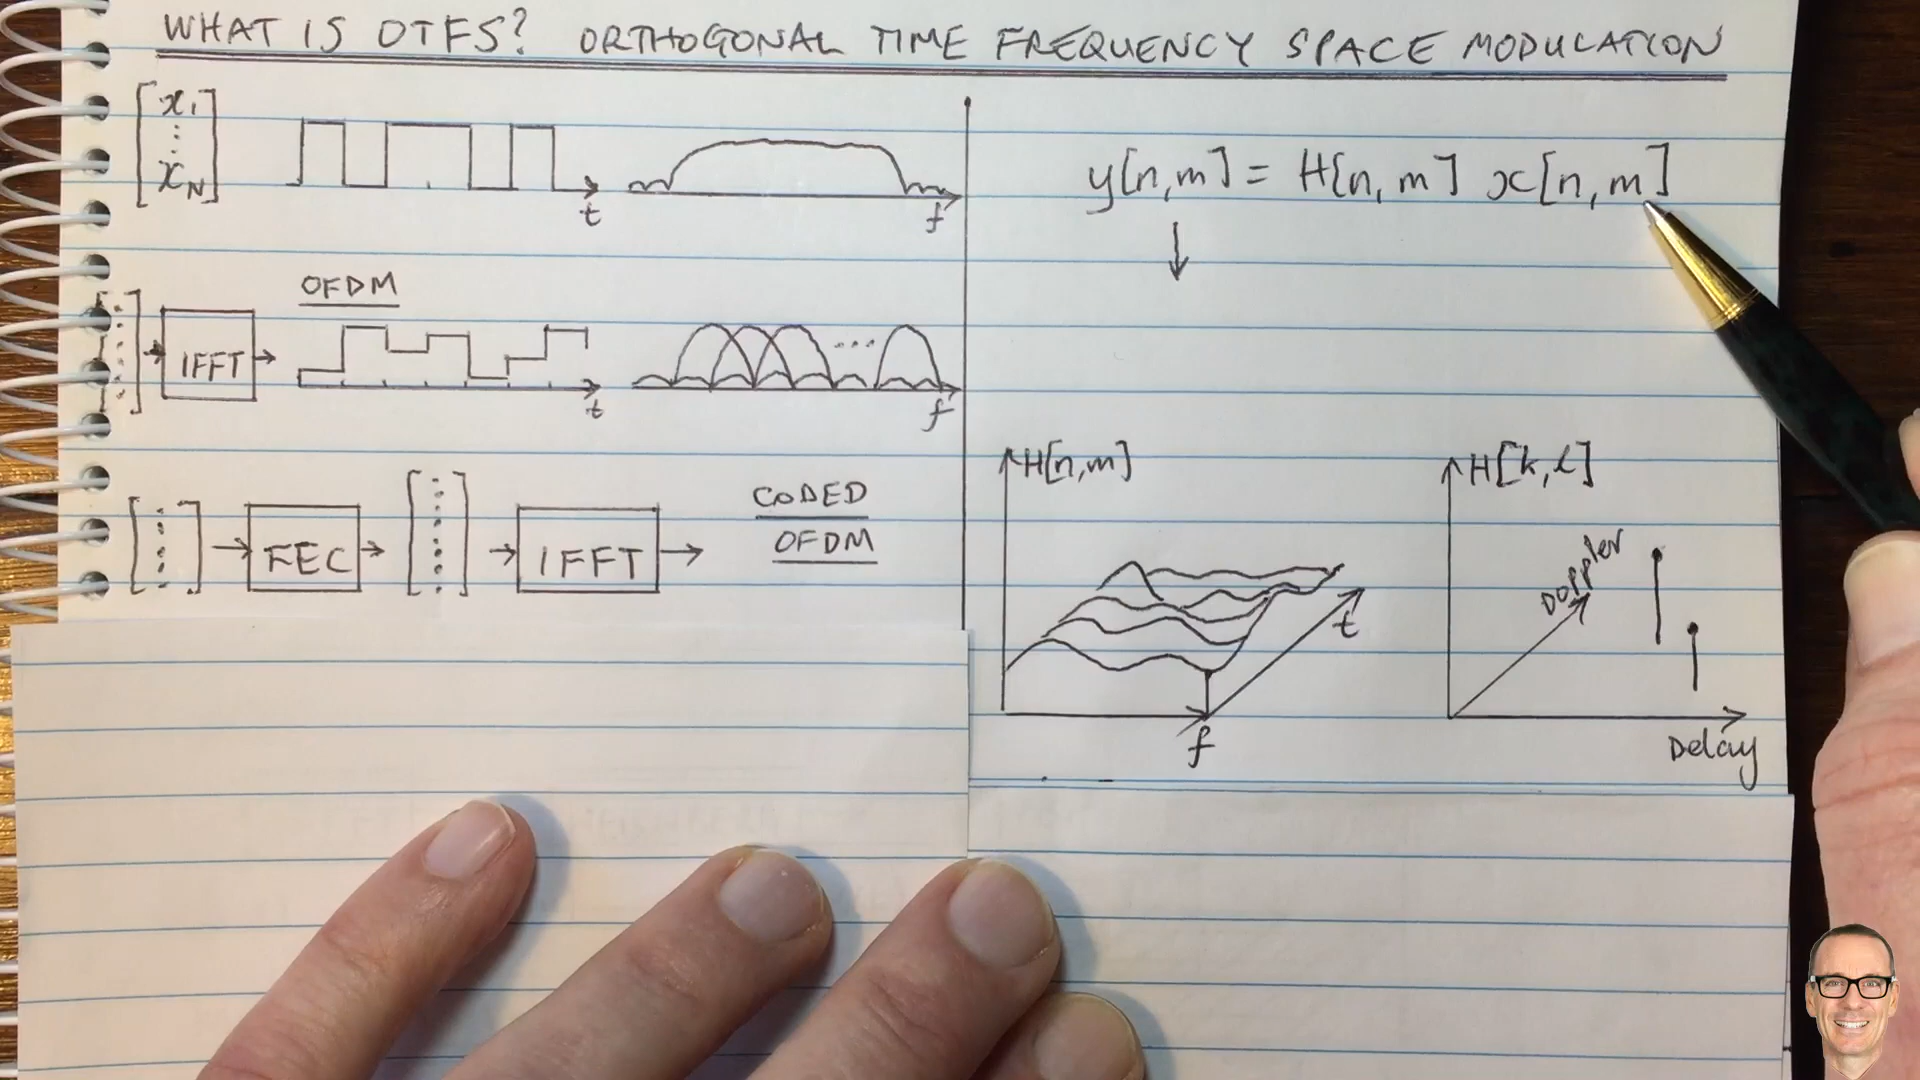 WHAT IS OTFS? ORTHOGONAL TIME FREQUENCY SPACE MODULATION
[x1
⋮
xN]
t
f
y[n,m] = H[n,m] x[n,m]
↓
OFDM
IFFT
t
f
FEC
IFFT
CODED
OFDM
H[n,m]
t
f
H[k,l]
Doppler
Delay